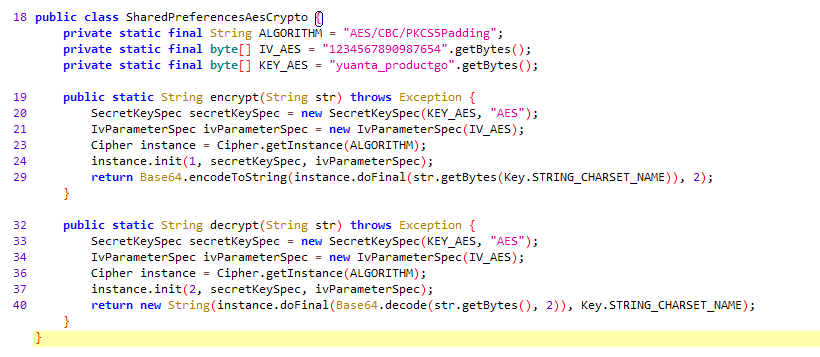 18 public class SharedPreferencesAesCrypto {
private static final String ALGORITHM = "AES/CBC/PKCS5Padding";
private static final byte[] IV_AES = "1234567890987654".getBytes();
private static final byte[] KEY_AES = "yuanta_productgo".getBytes();
19 public static String encrypt(String str) throws Exception {
20 SecretKeySpec secretKeySpec = new SecretKeySpec(KEY_AES, "AES");
21 IvParameterSpec ivParameterSpec = new IvParameterSpec(IV_AES);
23 Cipher instance = Cipher.getInstance(ALGORITHM);
24 instance.init(1, secretKeySpec, ivParameterSpec);
29 return Base64.encodeToString(instance.doFinal(str.getBytes(Key.STRING_CHARSET_NAME)), 2);
}
32 public static String decrypt(String str) throws Exception {
33 SecretKeySpec secretKeySpec = new SecretKeySpec(KEY_AES, "AES");
34 IvParameterSpec ivParameterSpec = new IvParameterSpec(IV_AES);
36 Cipher instance = Cipher.getInstance(ALGORITHM);
37 instance.init(2, secretKeySpec, ivParameterSpec);
40 return new String(instance.doFinal(Base64.decode(str.getBytes(), 2)), Key.STRING_CHARSET_NAME);
}
}